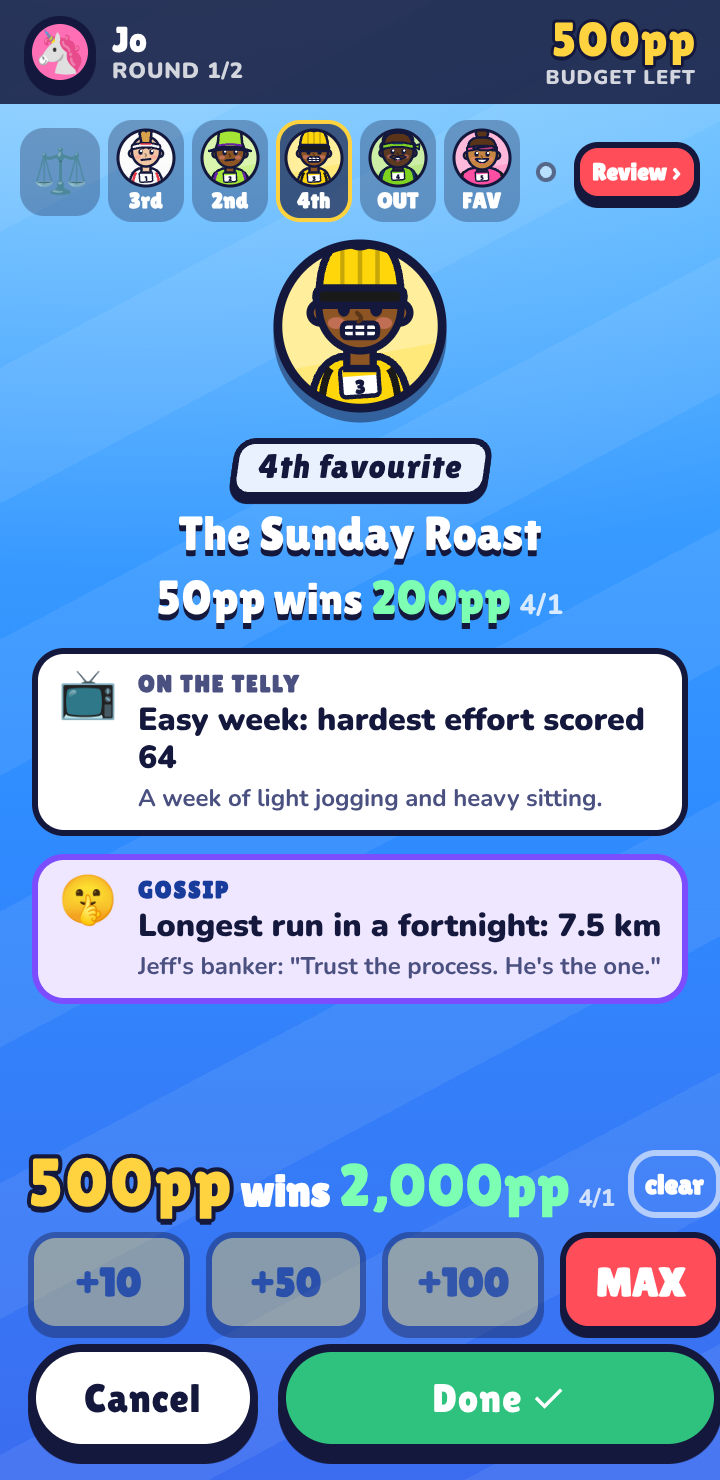 Jo
ROUND 1/2
500pp
BUDGET LEFT
3rd
2nd
4th
OUT
FAV
Review ›
3
4th favourite
The Sunday Roast
50pp wins 200pp 4/1
ON THE TELLY
Easy week: hardest effort scored
64
A week of light jogging and heavy sitting.
GOSSIP
Longest run in a fortnight: 7.5 km
Jeff's banker: "Trust the process. He's the one."
500pp wins 2,000pp 4/1
clear
+10
+50
+100
MAX
Cancel
Done ✓